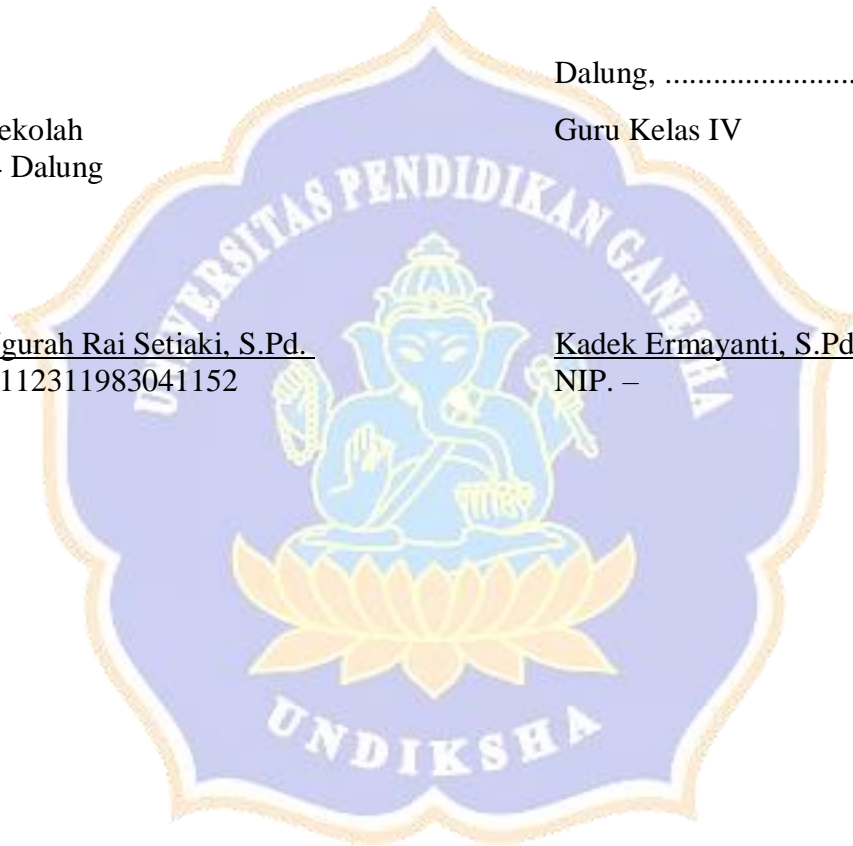 Dalung, ........................
ekolah
Guru Kelas IV
Dalung
gurah Rai Setiaki, S.Pd.
Kadek Ermayanti, S.Pd
112311983041152
NIP. –
UNIVERSITAS PENDIDIKAN GANESHA
UNDIKSHA